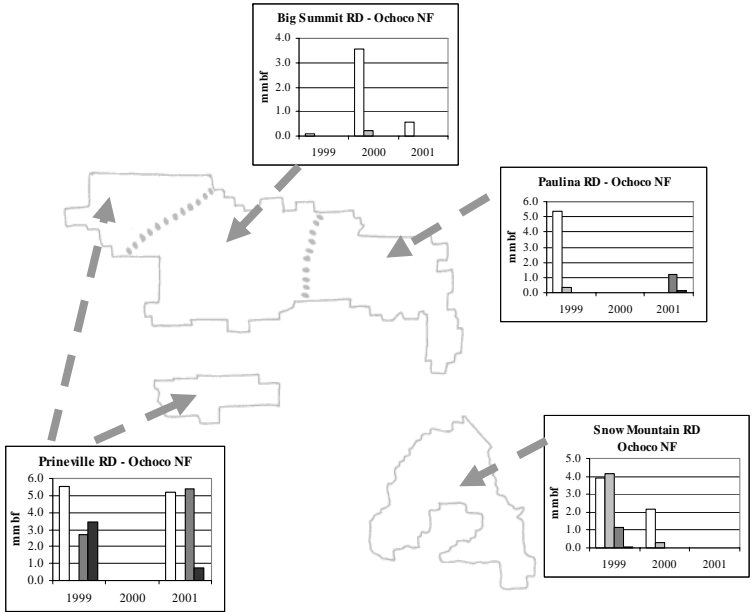 Big Summit RD - Ochoco NF
mmbf
4.0
3.0
2.0
1.0
0.0
1999 2000 2001
Paulina RD - Ochoco NF
mmbf
6.0
5.0
4.0
3.0
2.0
1.0
0.0
1999 2000 2001
Prineville RD - Ochoco NF
mmbf
6.0
5.0
4.0
3.0
2.0
1.0
0.0
1999 2000 2001
Snow Mountain RD
Ochoco NF
mmbf
5.0
4.0
3.0
2.0
1.0
0.0
1999 2000 2001